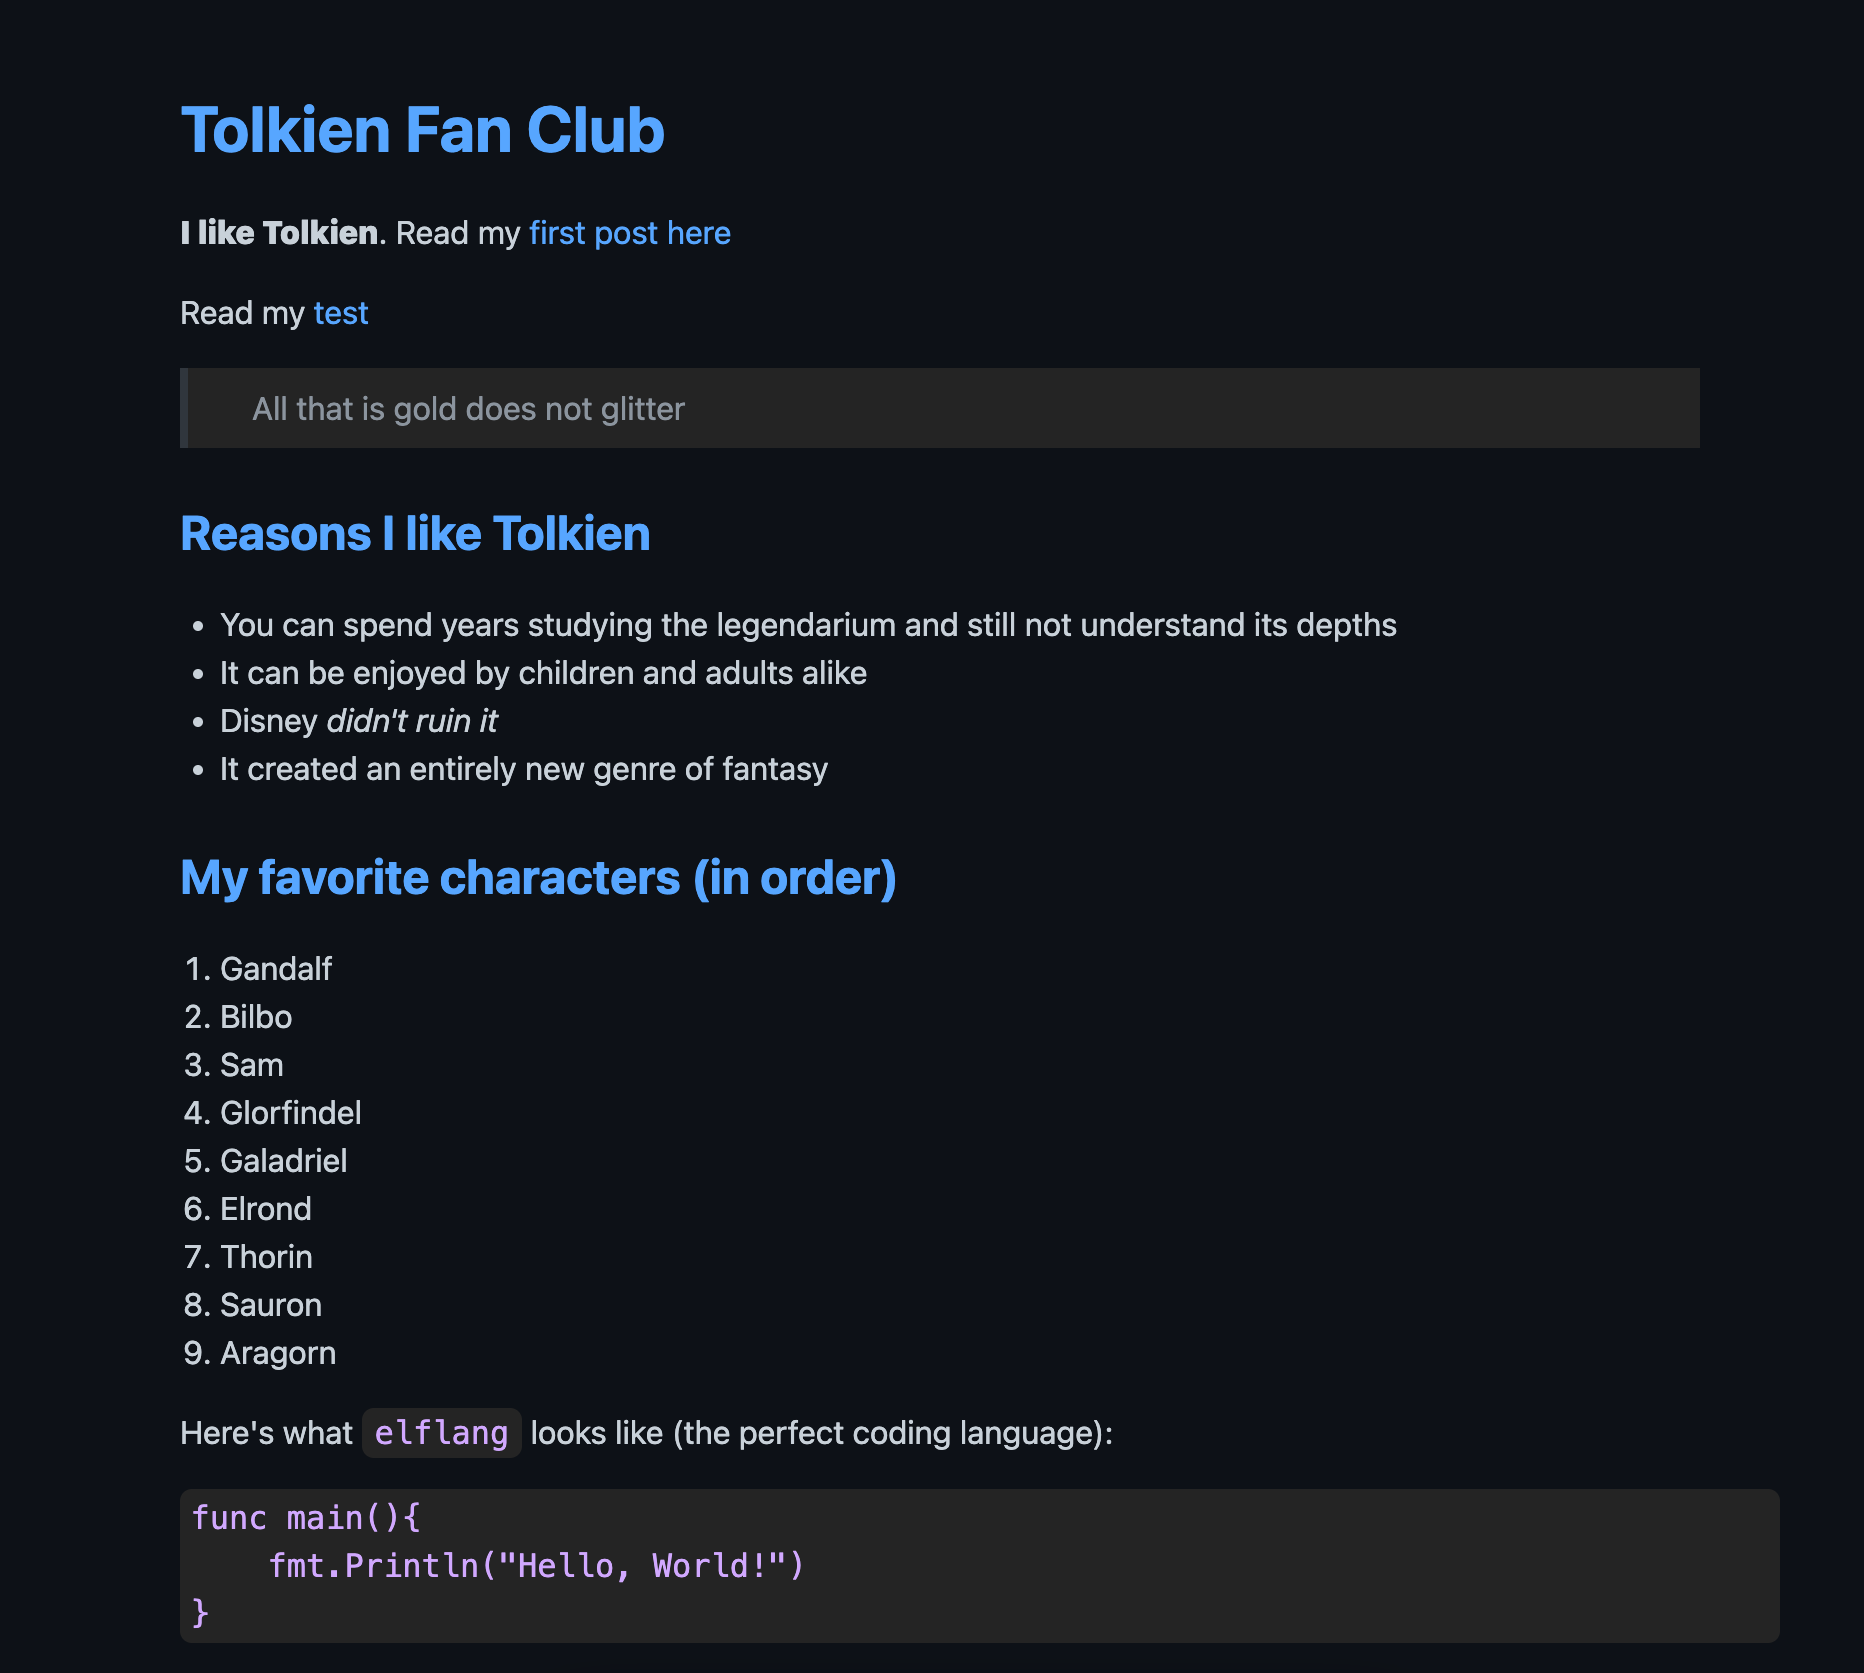 Tolkien Fan Club
I like Tolkien. Read my first post here
Read my test
All that is gold does not glitter
Reasons I like Tolkien
• You can spend years studying the legendarium and still not understand its depths
• It can be enjoyed by children and adults alike
• Disney didn't ruin it
• It created an entirely new genre of fantasy
My favorite characters (in order)
1. Gandalf
2. Bilbo
3. Sam
4. Glorfindel
5. Galadriel
6. Elrond
7. Thorin
8. Sauron
9. Aragorn
Here's what elflang looks like (the perfect coding language):
func main(){
    fmt.Println("Hello, World!")
}